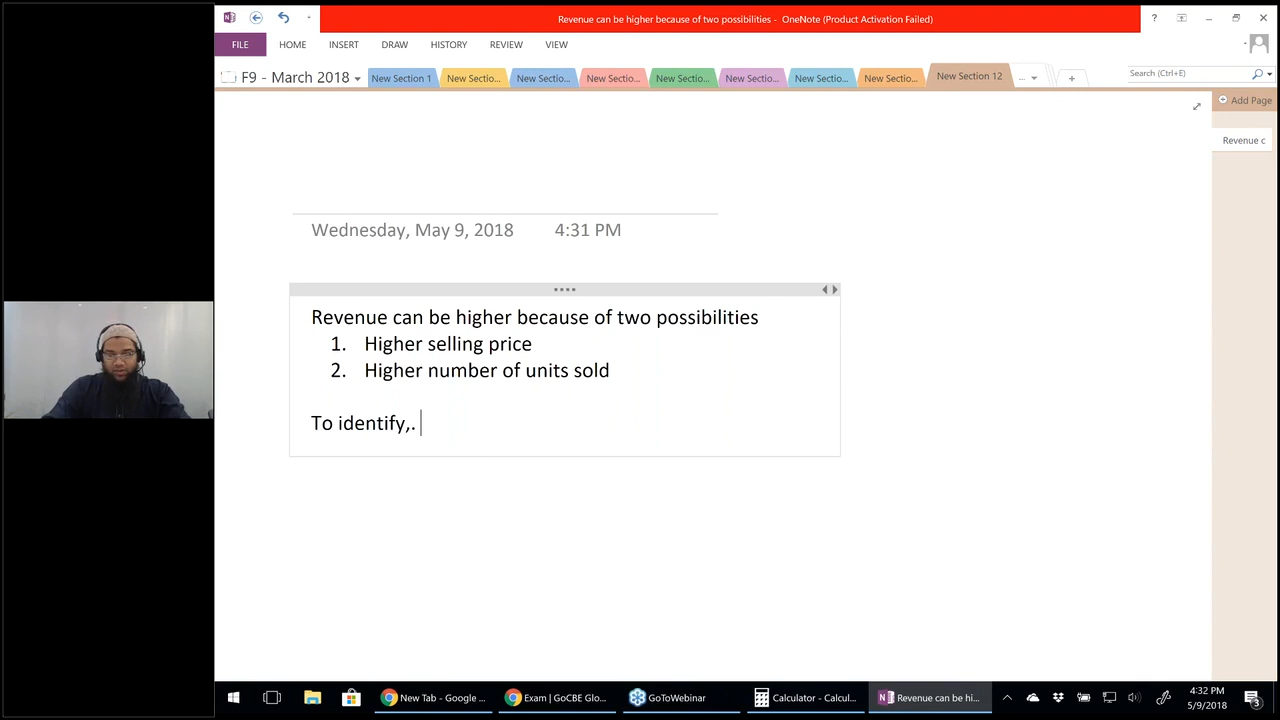 Revenue can be higher because of two possibilities - OneNote (Product Activation Failed)
?
FILE HOME INSERT DRAW HISTORY REVIEW VIEW
F9 - March 2018 New Section 1 New Sectio... New Sectio... New Sectio... New Sectio... New Sectio... New Sectio... New Sectio... New Section 12 ... + Search (Ctrl+E)
Add Page
Revenue c
Wednesday, May 9, 2018 4:31 PM
Revenue can be higher because of two possibilities
1. Higher selling price
2. Higher number of units sold
To identify,.
New Tab - Google ... Exam | GoCBE Glo... GoToWebinar Calculator - Calcul... Revenue can be hi... 4:32 PM
5/9/2018 3